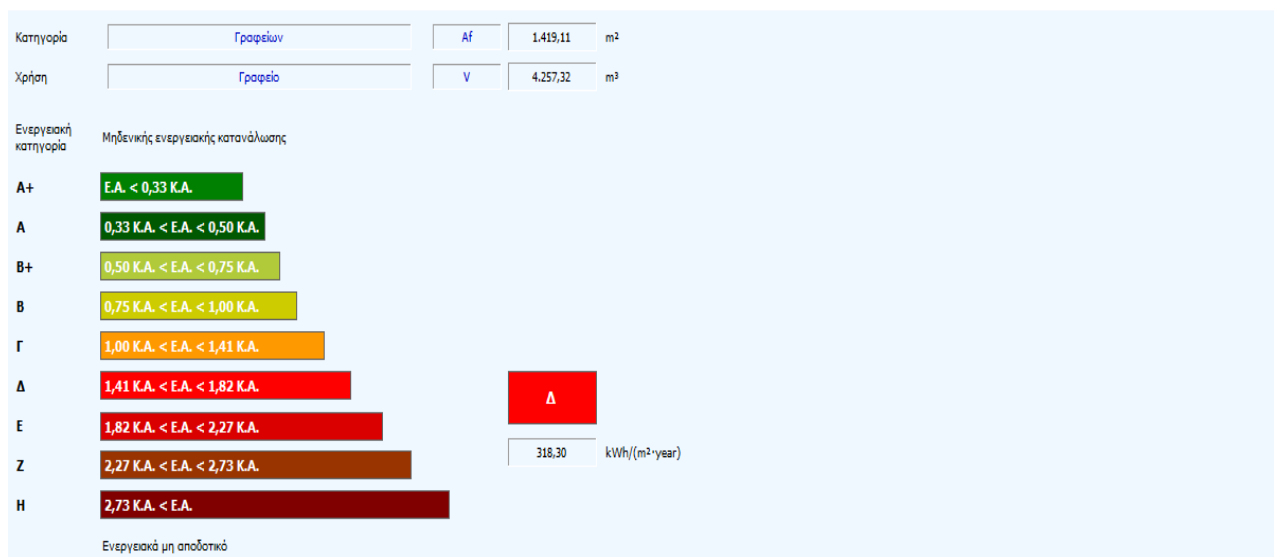 Κατηγορία Γραφείων Af 1.419,11 m²
Χρήση Γραφείο V 4.257,32 m³
Ενεργειακή
κατηγορία
Μηδενικής ενεργειακής κατανάλωσης
A+ E.A. < 0,33 K.A.
A 0,33 K.A. < E.A. < 0,50 K.A.
B+ 0,50 K.A. < E.A. < 0,75 K.A.
B 0,75 K.A. < E.A. < 1,00 K.A.
Γ 1,00 K.A. < E.A. < 1,41 K.A.
Δ 1,41 K.A. < E.A. < 1,82 K.A. Δ
E 1,82 K.A. < E.A. < 2,27 K.A.
318,30 kWh/(m²·year)
Z 2,27 K.A. < E.A. < 2,73 K.A.
H 2,73 K.A. < E.A.
Ενεργειακά μη αποδοτικό